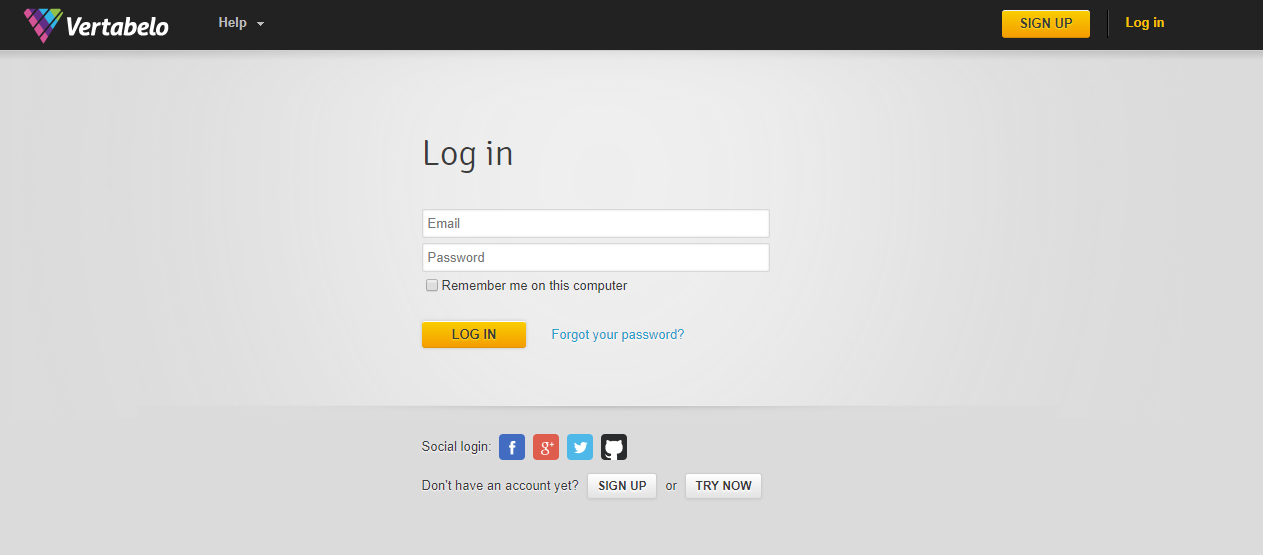 Vertabelo Help SIGN UP Log in
Log in
Email
Password
Remember me on this computer
LOG IN Forgot your password?
Social login: f g+
Don't have an account yet? SIGN UP or TRY NOW